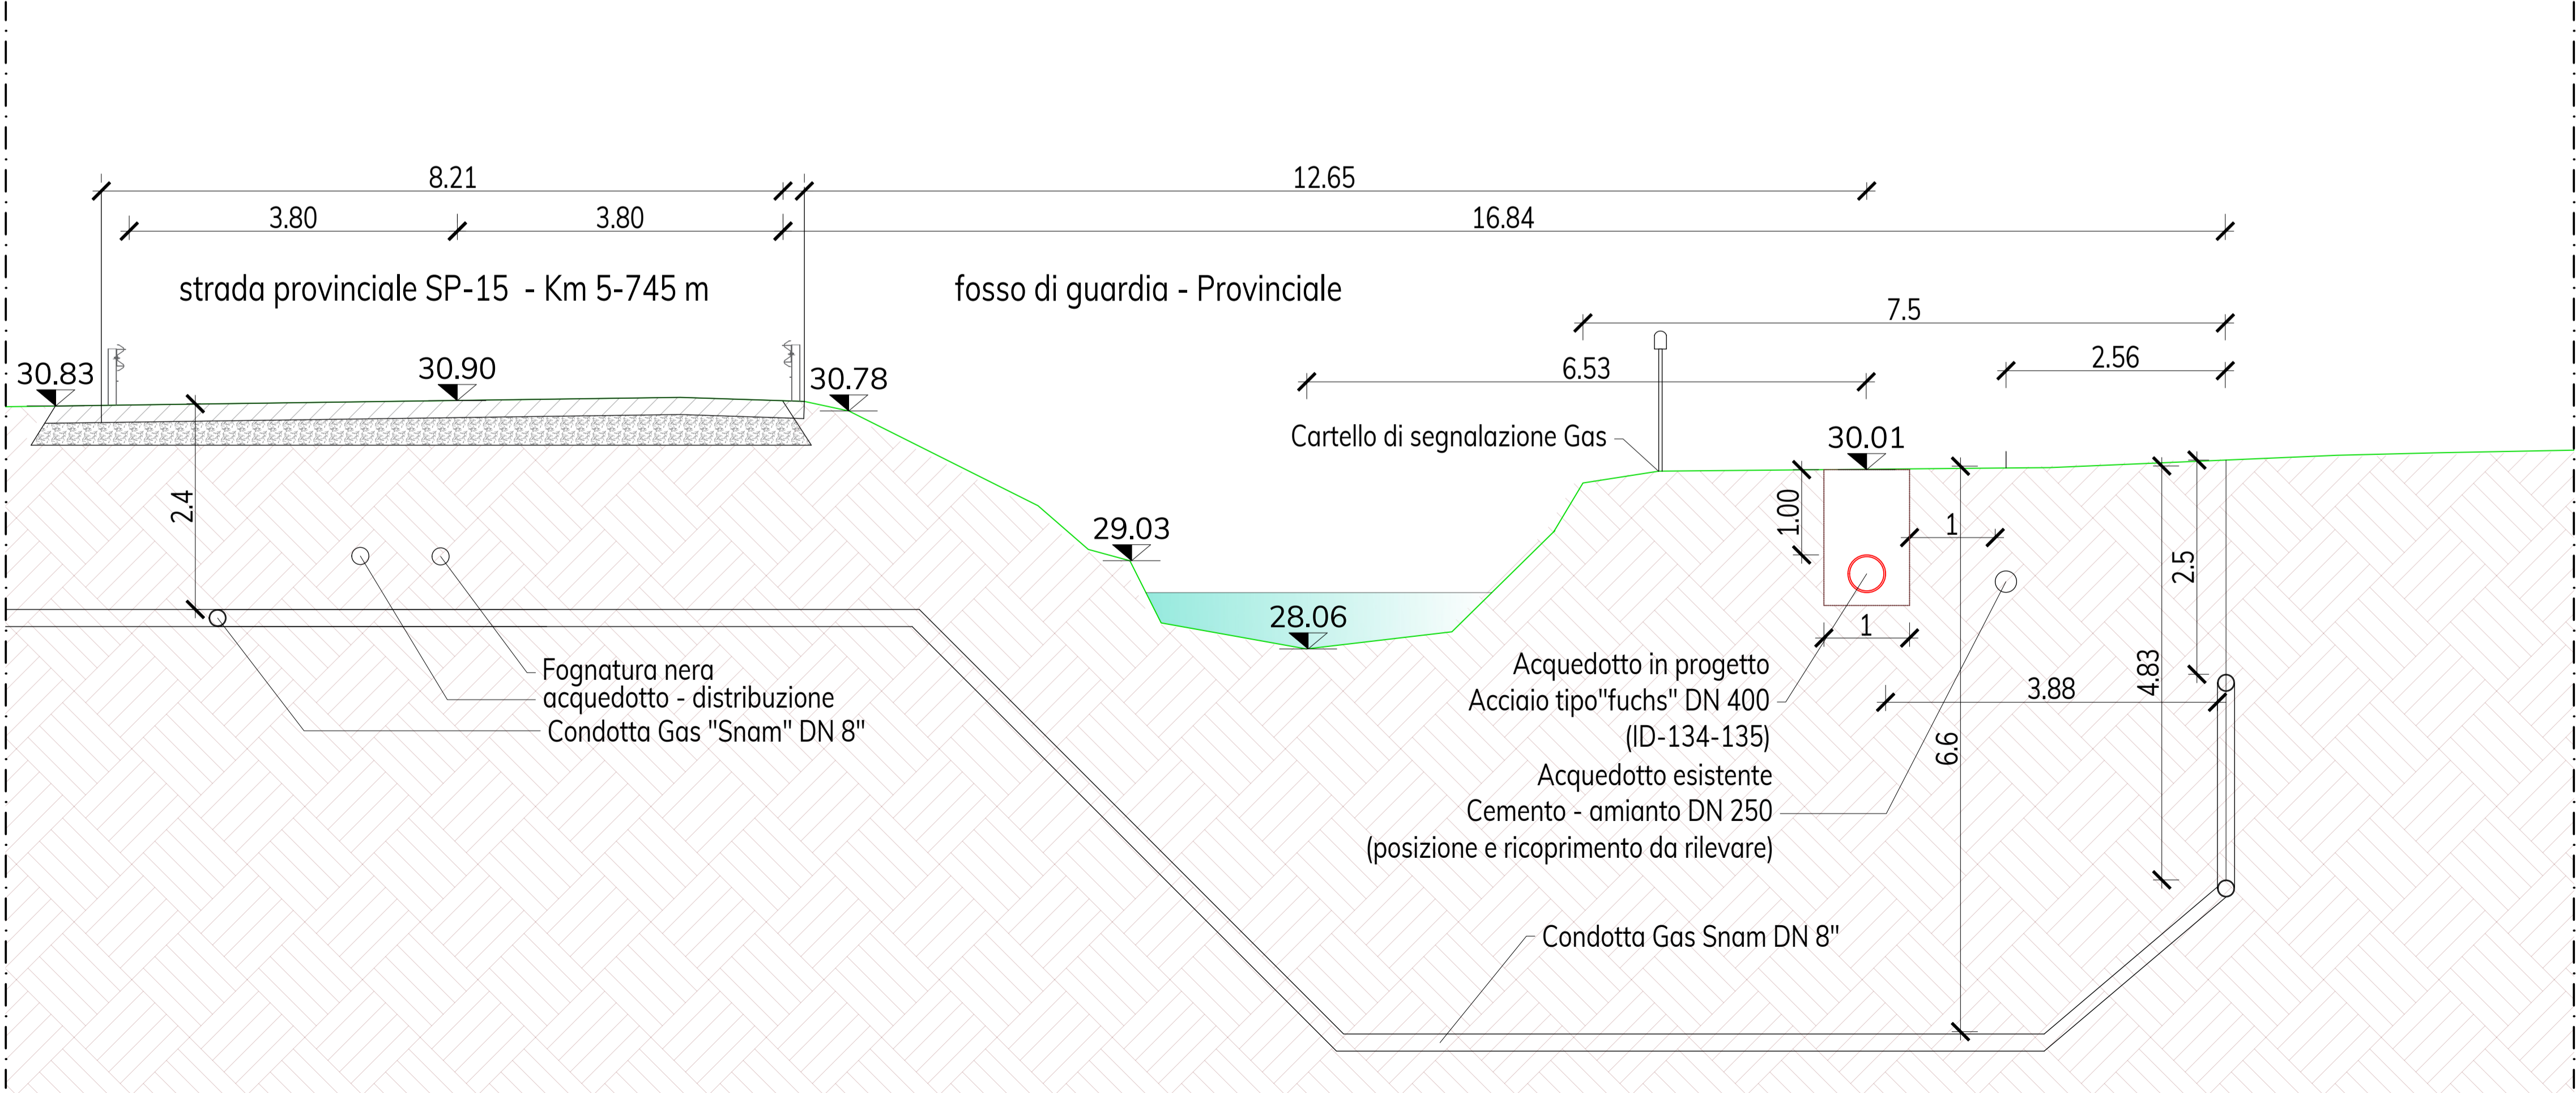 8.21
12.65
3.80
3.80
16.84
strada provinciale SP-15  - Km 5-745 m
fosso di guardia - Provinciale
7.5
30.83
30.90
30.78
6.53
2.56
Cartello di segnalazione Gas
30.01
2.4
29.03
1.00
1
2.5
28.06
1
Fognatura nera
acquedotto - distribuzione
Condotta Gas "Snam" DN 8"
Acquedotto in progetto
Acciaio tipo"fuchs" DN 400
(ID-134-135)
3.88
4.83
6.6
Acquedotto esistente
Cemento - amianto DN 250
(posizione e ricoprimento da rilevare)
Condotta Gas Snam DN 8"